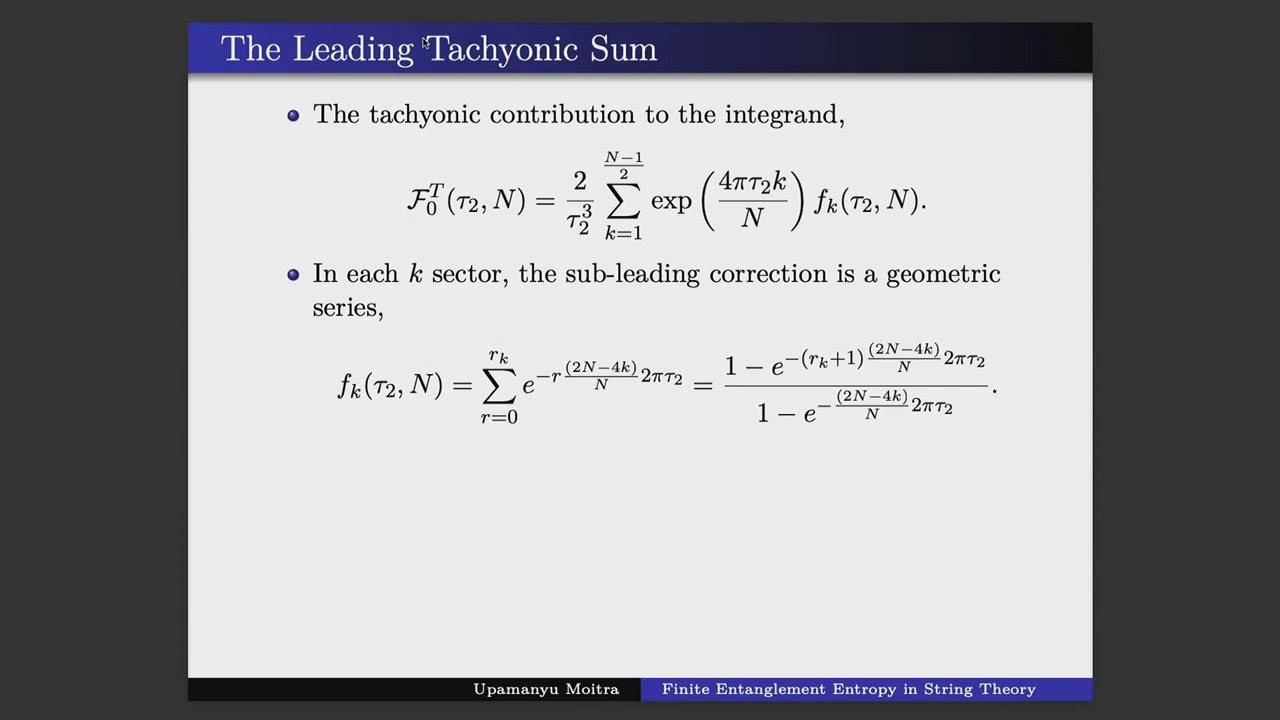 The Leading Tachyonic Sum
• The tachyonic contribution to the integrand,
$\mathcal{F}_0^T(\tau_2, N) = \frac{2}{\tau_2^3} \sum_{k=1}^{\frac{N-1}{2}} \exp\left(\frac{4\pi\tau_2 k}{N}\right) f_k(\tau_2, N).$
• In each $k$ sector, the sub-leading correction is a geometric
series,
$f_k(\tau_2, N) = \sum_{r=0}^{r_k} e^{-r\frac{(2N-4k)}{N}2\pi\tau_2} = \frac{1 - e^{-(r_k+1)\frac{(2N-4k)}{N}2\pi\tau_2}}{1 - e^{-\frac{(2N-4k)}{N}2\pi\tau_2}}.$
Upamanyu Moitra
Finite Entanglement Entropy in String Theory